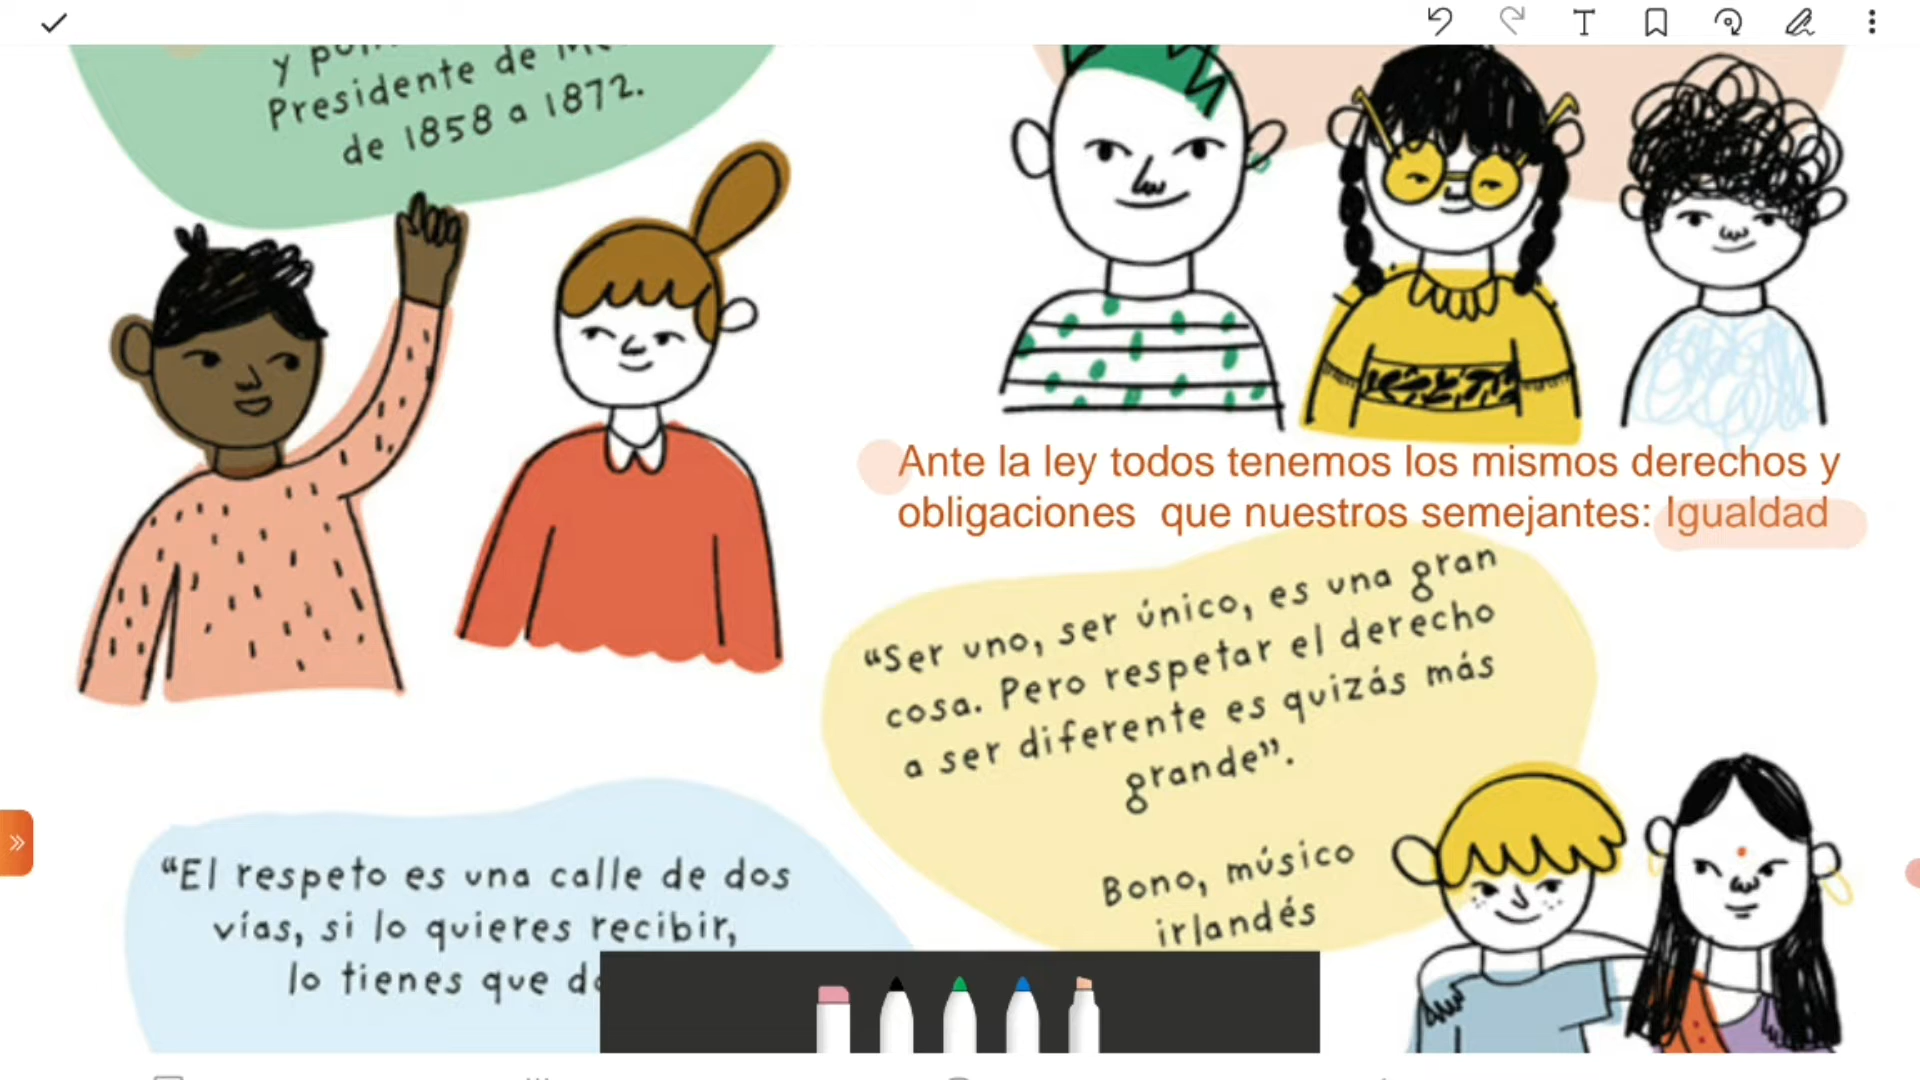 y
Presidente de
de 1858 a 1872.
Ante la ley todos tenemos los mismos derechos y
obligaciones que nuestros semejantes: Igualdad
“Ser uno, ser único, es una gran
cosa. Pero respetar el derecho
a ser diferente es quizás más
grande”.
Bono, músico
irlandés
“El respeto es una calle de dos
vías, si lo quieres recibir,
lo tienes que